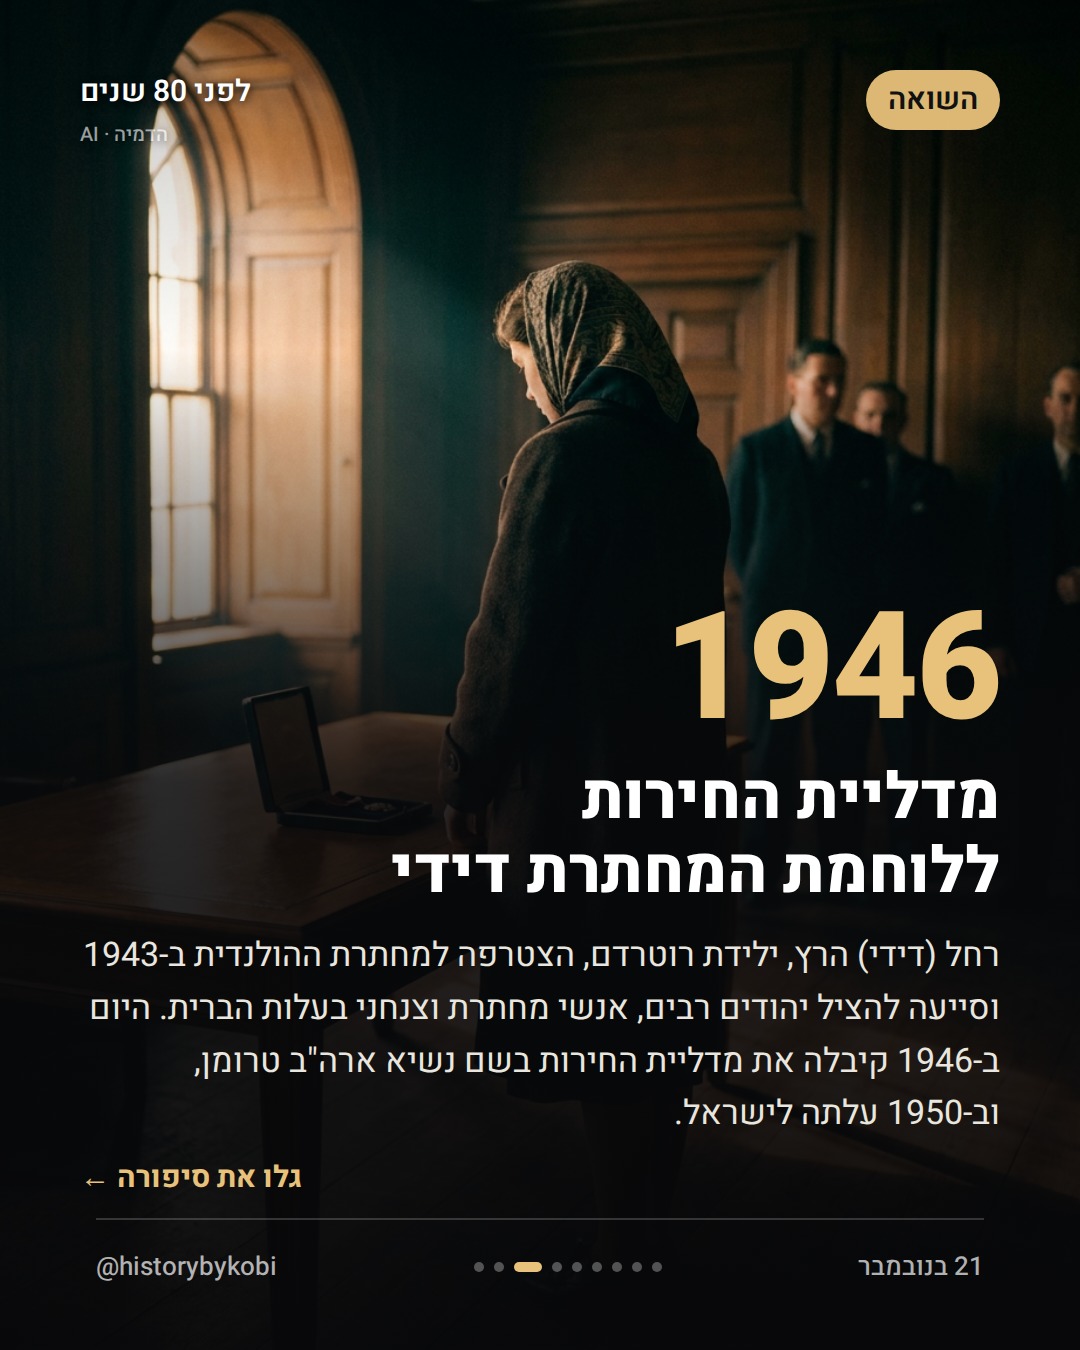 השואה
לפני 80 שנים
הדמיה · AI
1946
מדליית החירות
ללוחמת המחתרת דידי
רחל (דידי) הרץ, ילידת רוטרדם, הצטרפה למחתרת ההולנדית ב-1943
וסייעה להציל יהודים רבים, אנשי מחתרת וצנחני בעלות הברית. היום
ב-1946 קיבלה את מדליית החירות בשם נשיא ארה"ב טרומן,
וב-1950 עלתה לישראל.
גלו את סיפורה ←
21 בנובמבר
@historybykobi